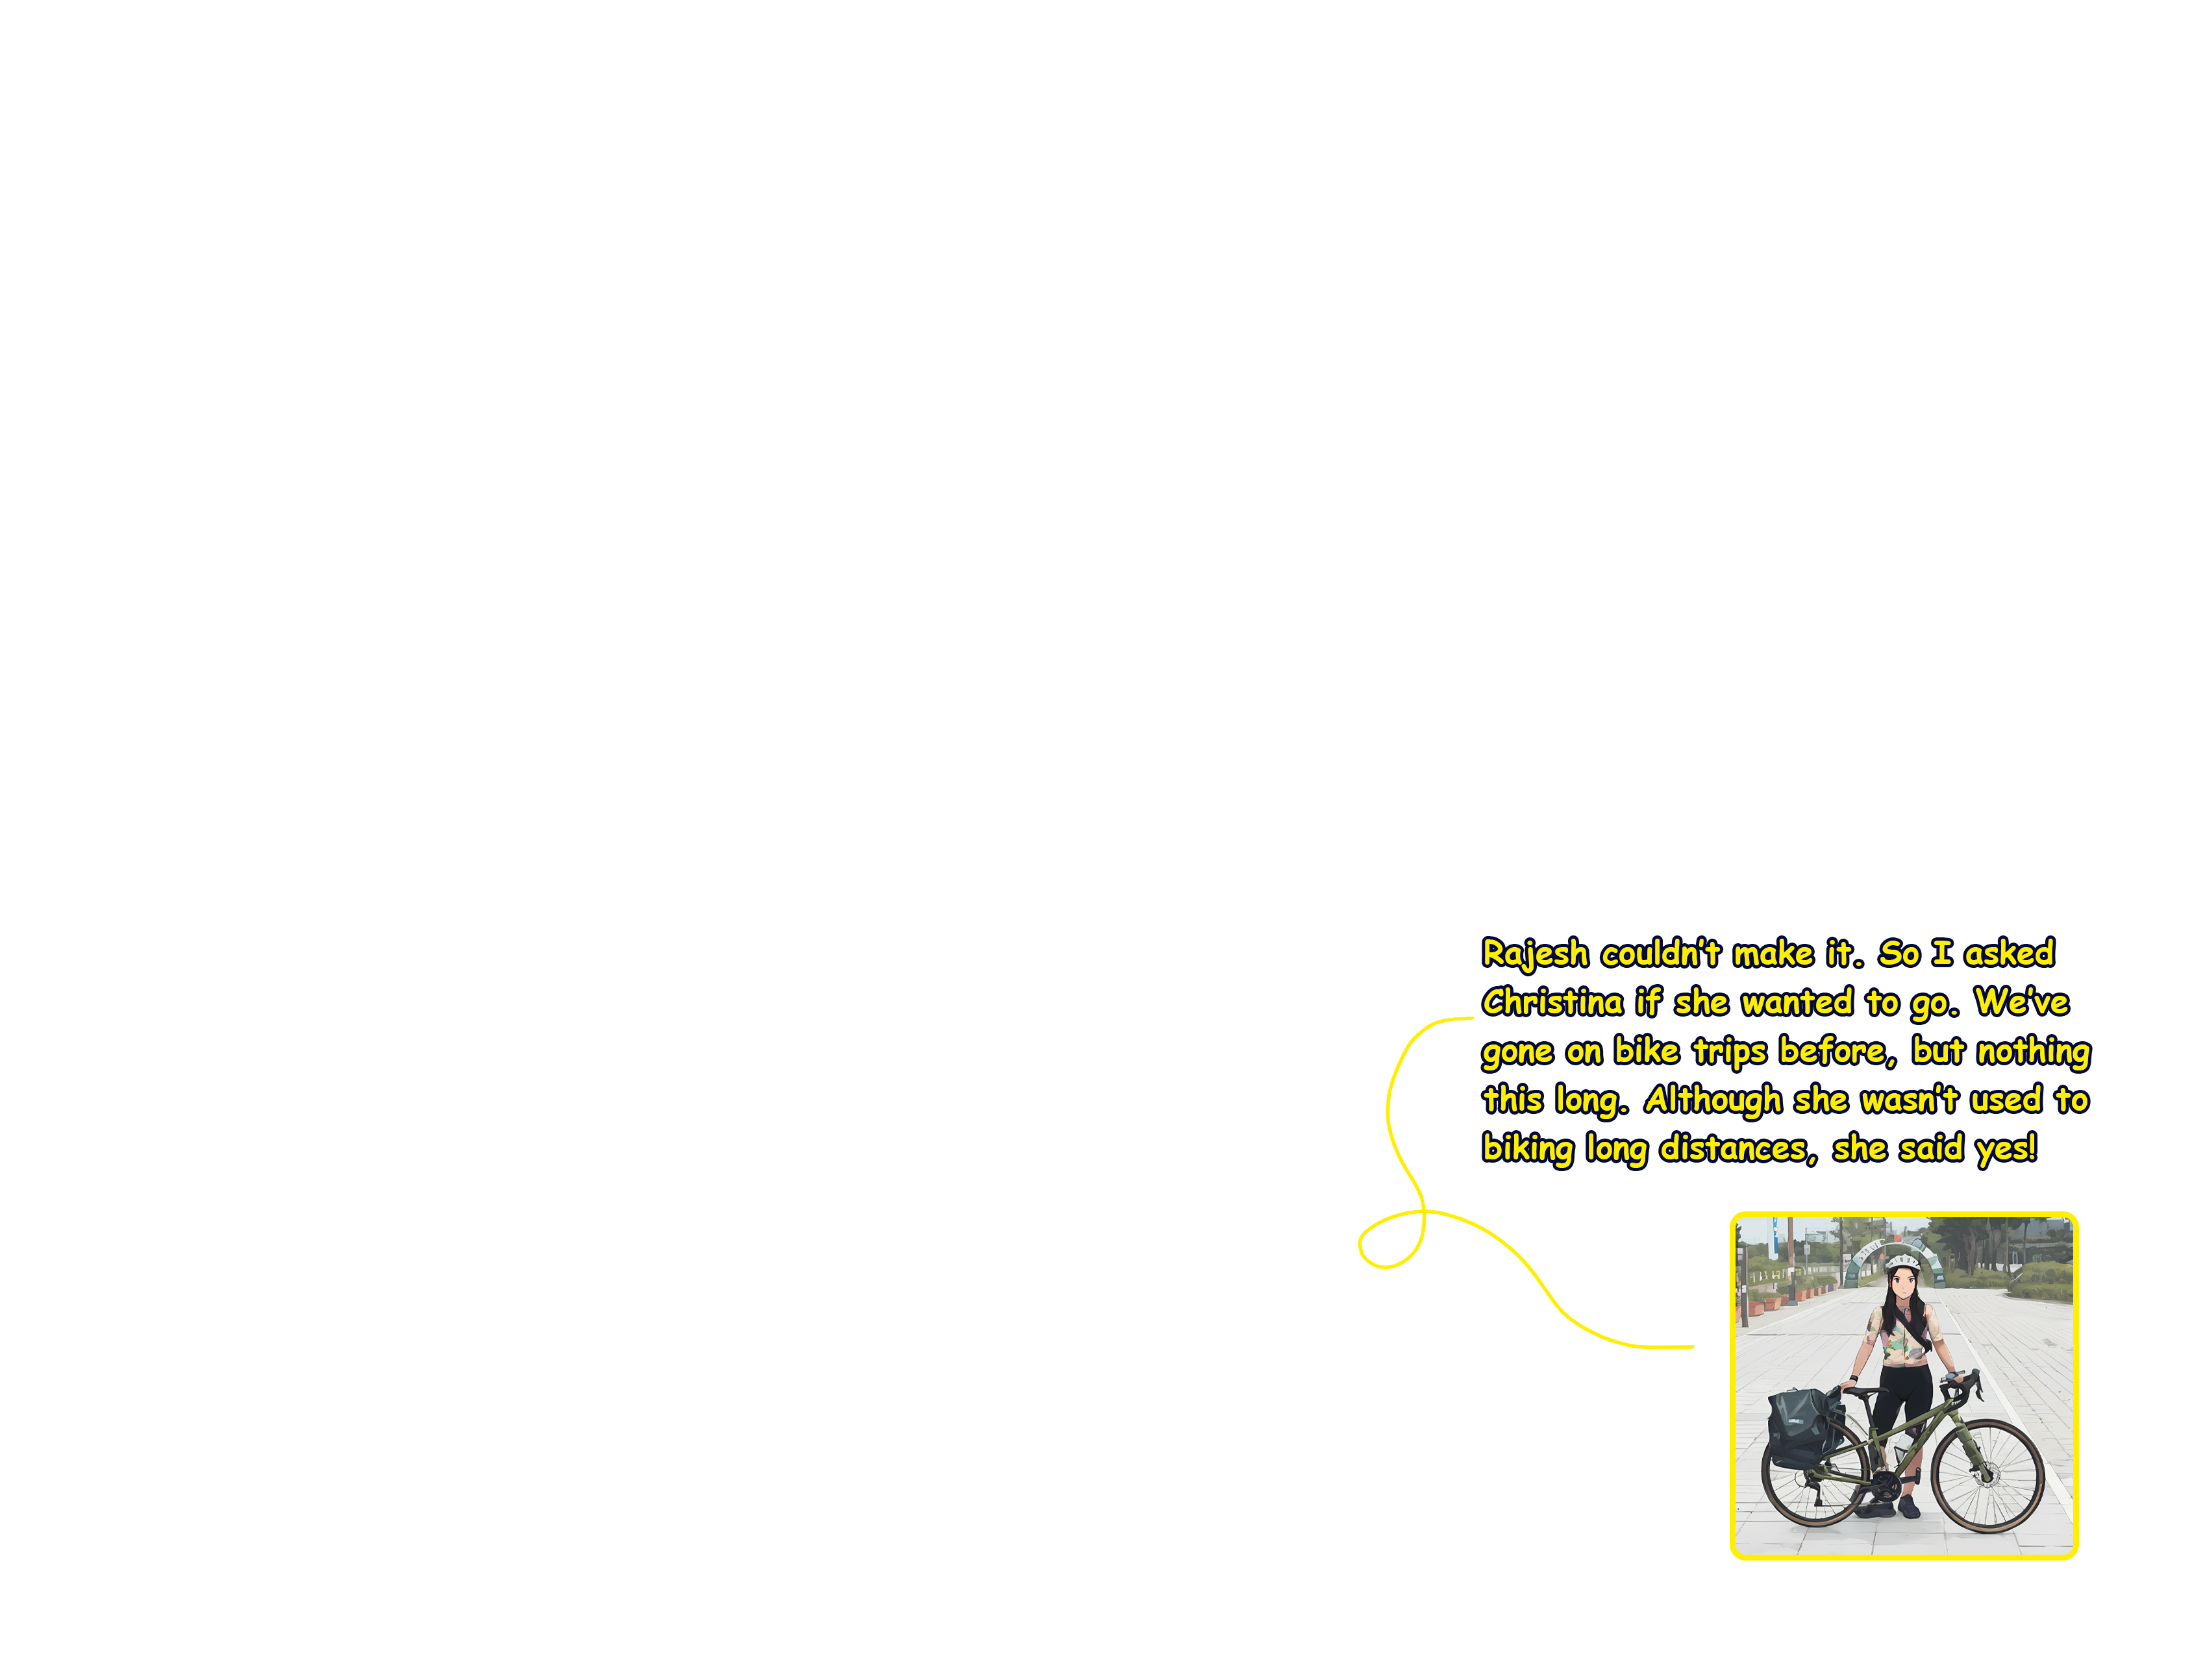 Rajesh couldn't make it. So I asked
Christina if she wanted to go. We've
gone on bike trips before, but nothing
this long. Although she wasn't used to
biking long distances, she said yes!